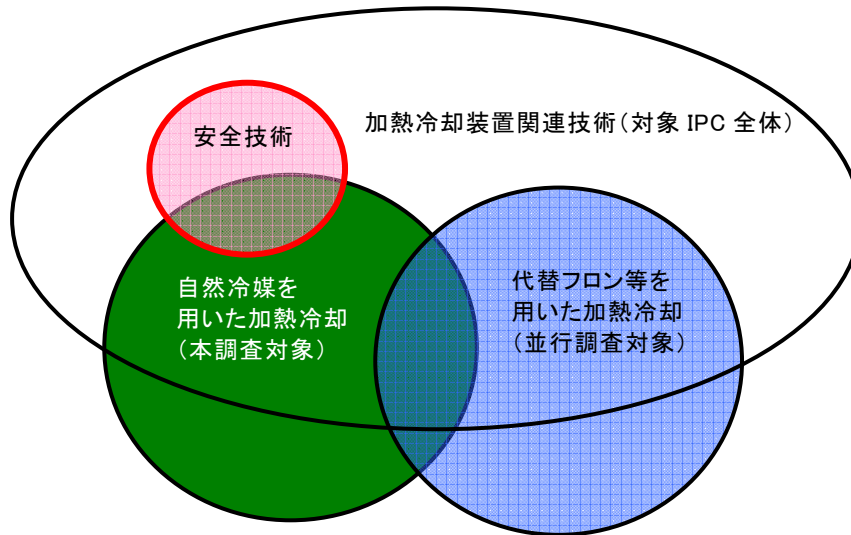 加熱冷却装置関連技術（対象 IPC 全体）
安全技術
自然冷媒を
用いた加熱冷却
（本調査対象）
代替フロン等を
用いた加熱冷却
（並行調査対象）